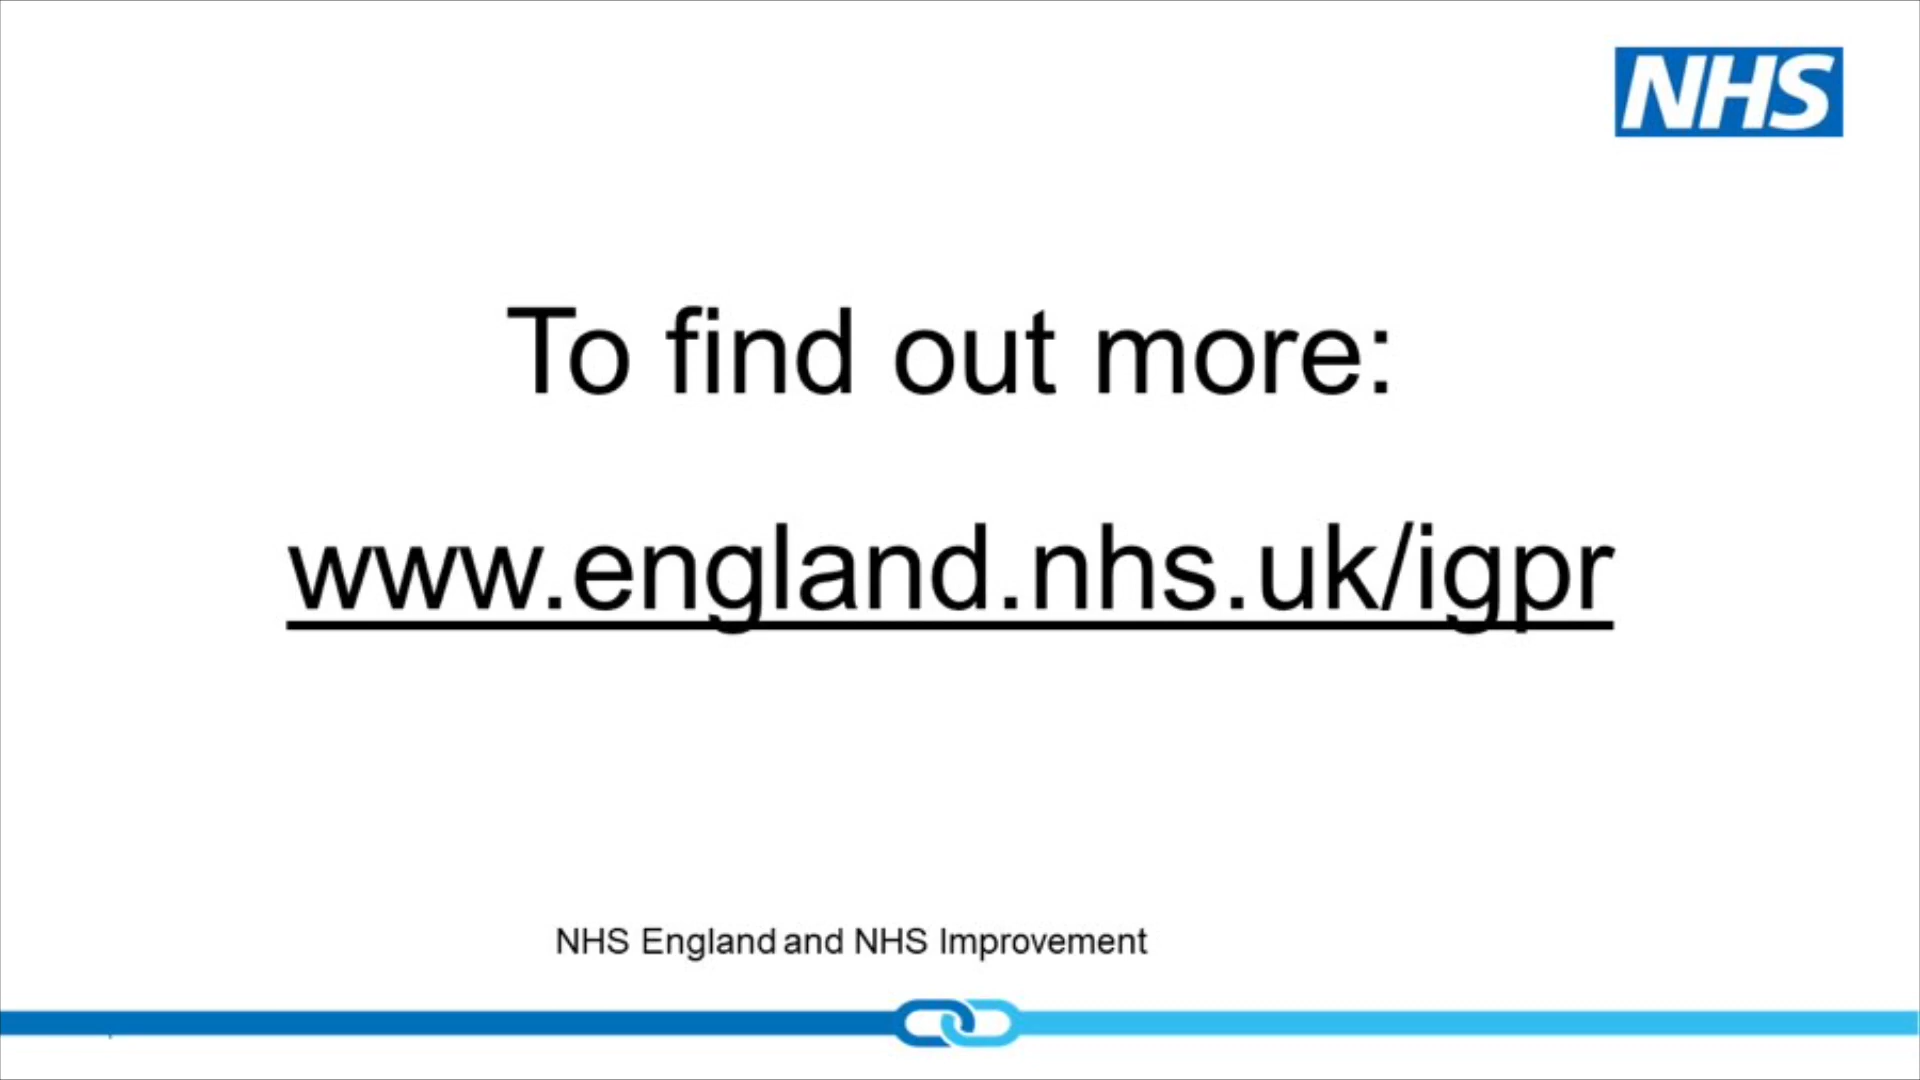 NHS
To find out more:
www.england.nhs.uk/igpr
NHS England and NHS Improvement